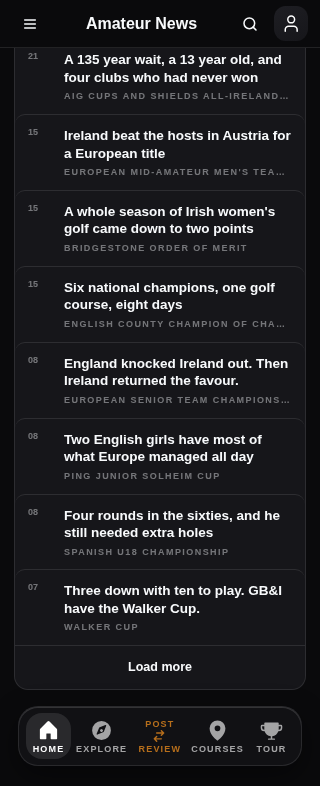 Amateur News
21
A 135 year wait, a 13 year old, and
four clubs who had never won
AIG CUPS AND SHIELDS ALL-IRELAND…
15
Ireland beat the hosts in Austria for
a European title
EUROPEAN MID-AMATEUR MEN'S TEA…
15
A whole season of Irish women's
golf came down to two points
BRIDGESTONE ORDER OF MERIT
15
Six national champions, one golf
course, eight days
ENGLISH COUNTY CHAMPION OF CHA…
08
England knocked Ireland out. Then
Ireland returned the favour.
EUROPEAN SENIOR TEAM CHAMPIONS…
08
Two English girls have most of
what Europe managed all day
PING JUNIOR SOLHEIM CUP
08
Four rounds in the sixties, and he
still needed extra holes
SPANISH U18 CHAMPIONSHIP
07
Three down with ten to play. GB&I
have the Walker Cup.
WALKER CUP
Load more
HOME
EXPLORE
POST
REVIEW
COURSES
TOUR